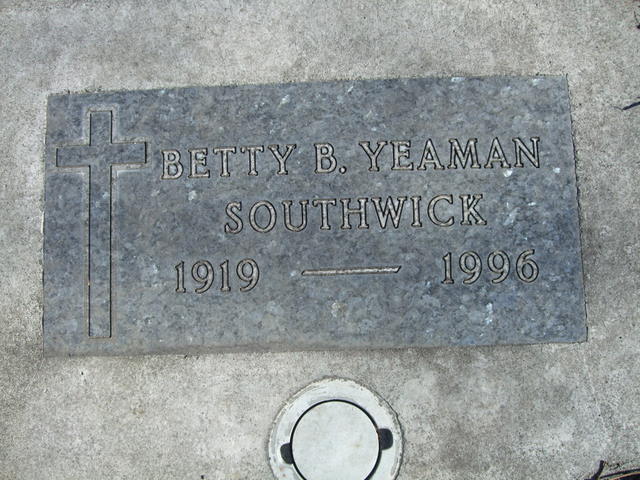 BETTY B. YEAMAN
SOUTHWICK
1919 — 1996